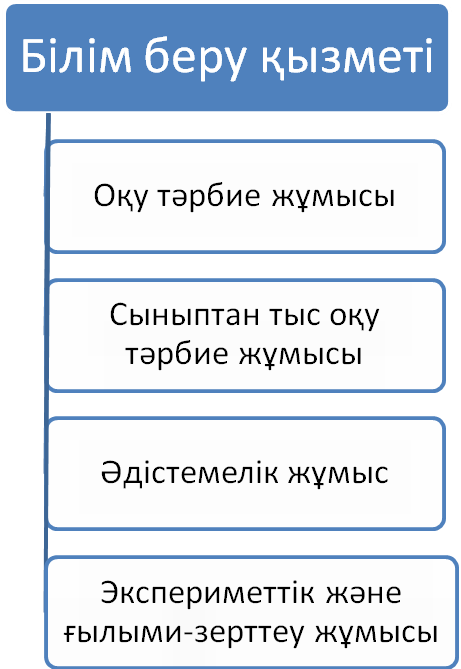 Білім беру қызметі
Оқу тәрбие жұмысы
Сыныптан тыс оқу
тәрбие жұмысы
Әдістемелік жұмыс
Экспериметтік және
ғылыми-зерттеу жұмысы